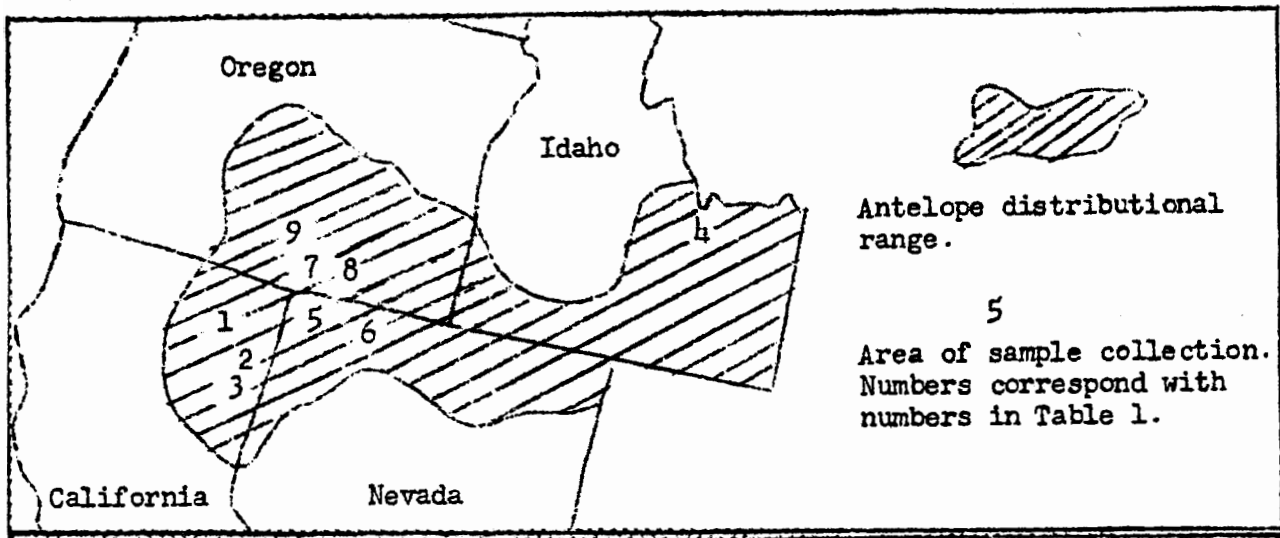 Oregon
Idaho
Antelope distributional
range.
9
4
7 8
1
5
6
2
3
5
Area of sample collection.
Numbers correspond with
numbers in Table 1.
California
Nevada